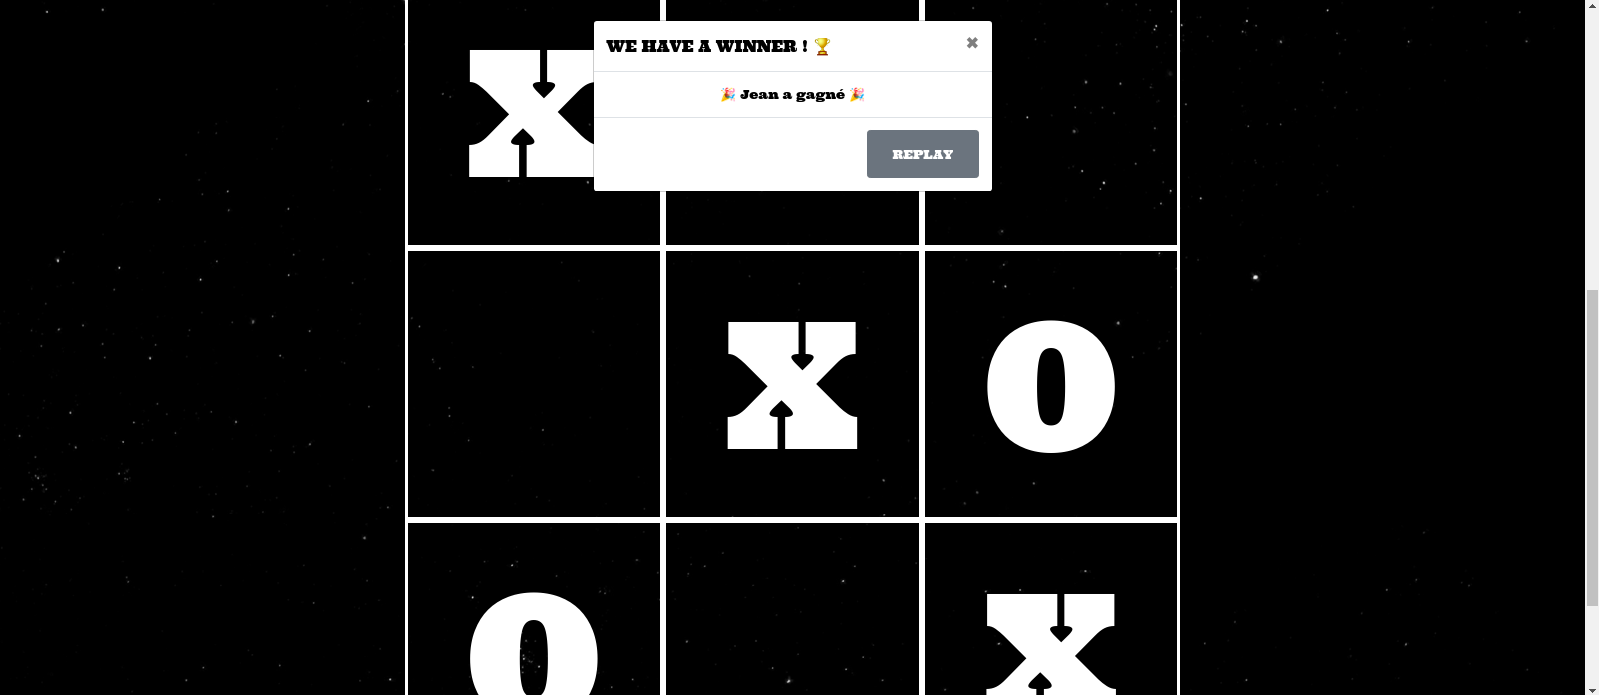 WE HAVE A WINNER ! 🏆 ✖
🎉 Jean a gagné 🎉
REPLAY
X
X O
O X